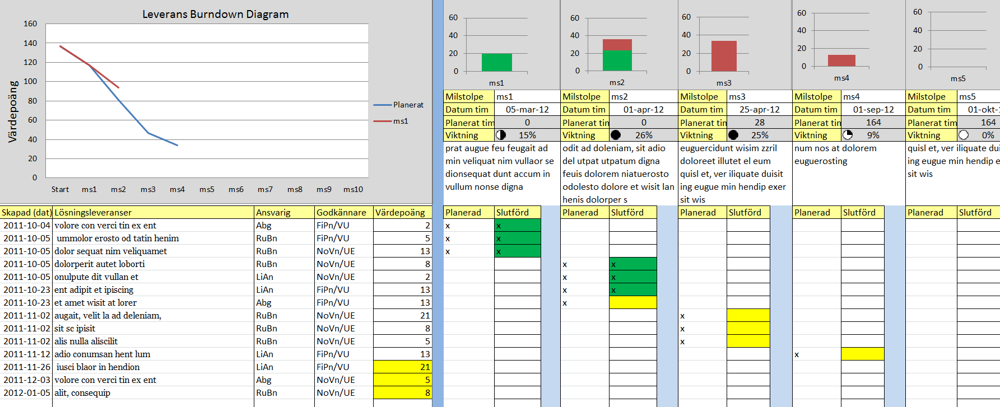 Leverans Burndown Diagram
Värdepoäng
160
140
120
100
80
60
40
20
0
Start ms1 ms2 ms3 ms4 ms5 ms6 ms7 ms8 ms9 ms10
Planerat
ms1
60
40
20
0
ms1
60
40
20
0
ms2
60
40
20
0
ms3
60
40
20
0
ms4
60
40
20
0
ms5
Milstolpe ms1 Milstolpe ms2 Milstolpe ms3 Milstolpe ms4 Milstolpe ms5
Datum tim 05-mar-12 Datum tim 01-apr-12 Datum tim 25-apr-12 Datum tim 01-sep-12 Datum tim 01-okt-1
Planerat tim 0 Planerat tim 0 Planerat tim 28 Planerat tim 164 Planerat tim 164
Viktning 15% Viktning 26% Viktning 25% Viktning 9% Viktning 0%
prat augue feu feugait ad
min veliquat nim vullaor se
dionsequat dunt accum in
vullum nonse digna
odit ad doleniam, sit adio
del utpat utpatum digna
feuis dolorem niatuerosto
odolesto dolore et wisit lan
henis dolorper s
euguercidunt wisim zzril
doloreet illutet el eum
quisl et, ver iliquate duisit
ing eugue min hendip exer
sit wis
num nos at dolorem
euguerosting
quisl et, ver iliquate dui
ing eugue min hendip e
sit wis
Skapad (dat) Lösningsleveranser Ansvarig Godkännare Värdepoäng Planerad Slutförd Planerad Slutförd Planerad Slutförd Planerad Slutförd Planerad Slutförd
2011-10-04 volore con verci tin ex ent Abg FiPn/VU 2 x x
2011-10-05 ummolor erosto od tatin henim RuBn FiPn/VU 5 x x
2011-10-05 dolor sequat nim veliquamet RuBn NoVn/UE 13 x x
2011-10-05 dolorperit autet loborti RuBn NoVn/UE 8 x x
2011-10-05 onulpute dit vullan et LiAn NoVn/UE 2 x x
2011-10-23 ent adipit et ipiscing LiAn FiPn/VU 13 x x
2011-10-23 et amet wisit at lorer Abg FiPn/VU 13 x
2011-11-02 augait, velit la ad deleniam, RuBn NoVn/UE 21 x
2011-11-02 sit sc ipisit RuBn NoVn/UE 8 x
2011-11-02 alis nulla aliscilit RuBn NoVn/UE 5 x
2011-11-12 adio conumsan hent lum LiAn FiPn/VU 13 x
2011-11-26 iusci blaor in hendion LiAn FiPn/VU 21
2011-12-03 volore con verci tin ex ent Abg NoVn/UE 5
2012-01-05 alit, consequip RuBn NoVn/UE 8